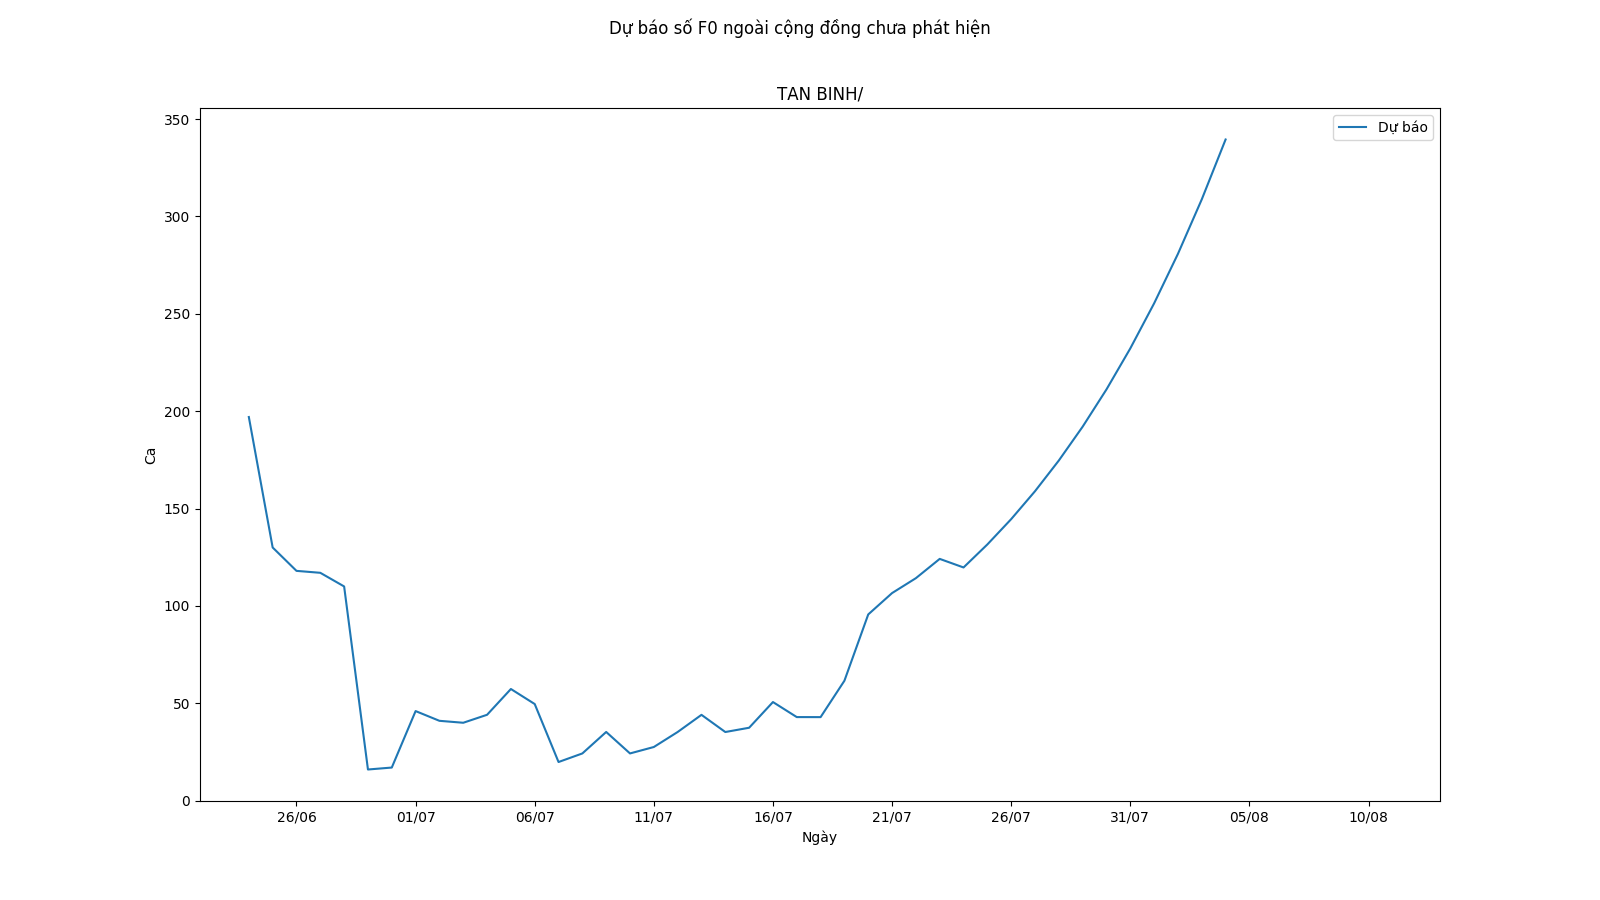 Dự báo số F0 ngoài cộng đồng chưa phát hiện
TAN BINH/
Dự báo
350
300
250
200
150
100
50
0
Ca
26/06 01/07 06/07 11/07 16/07 21/07 26/07 31/07 05/08 10/08
Ngày